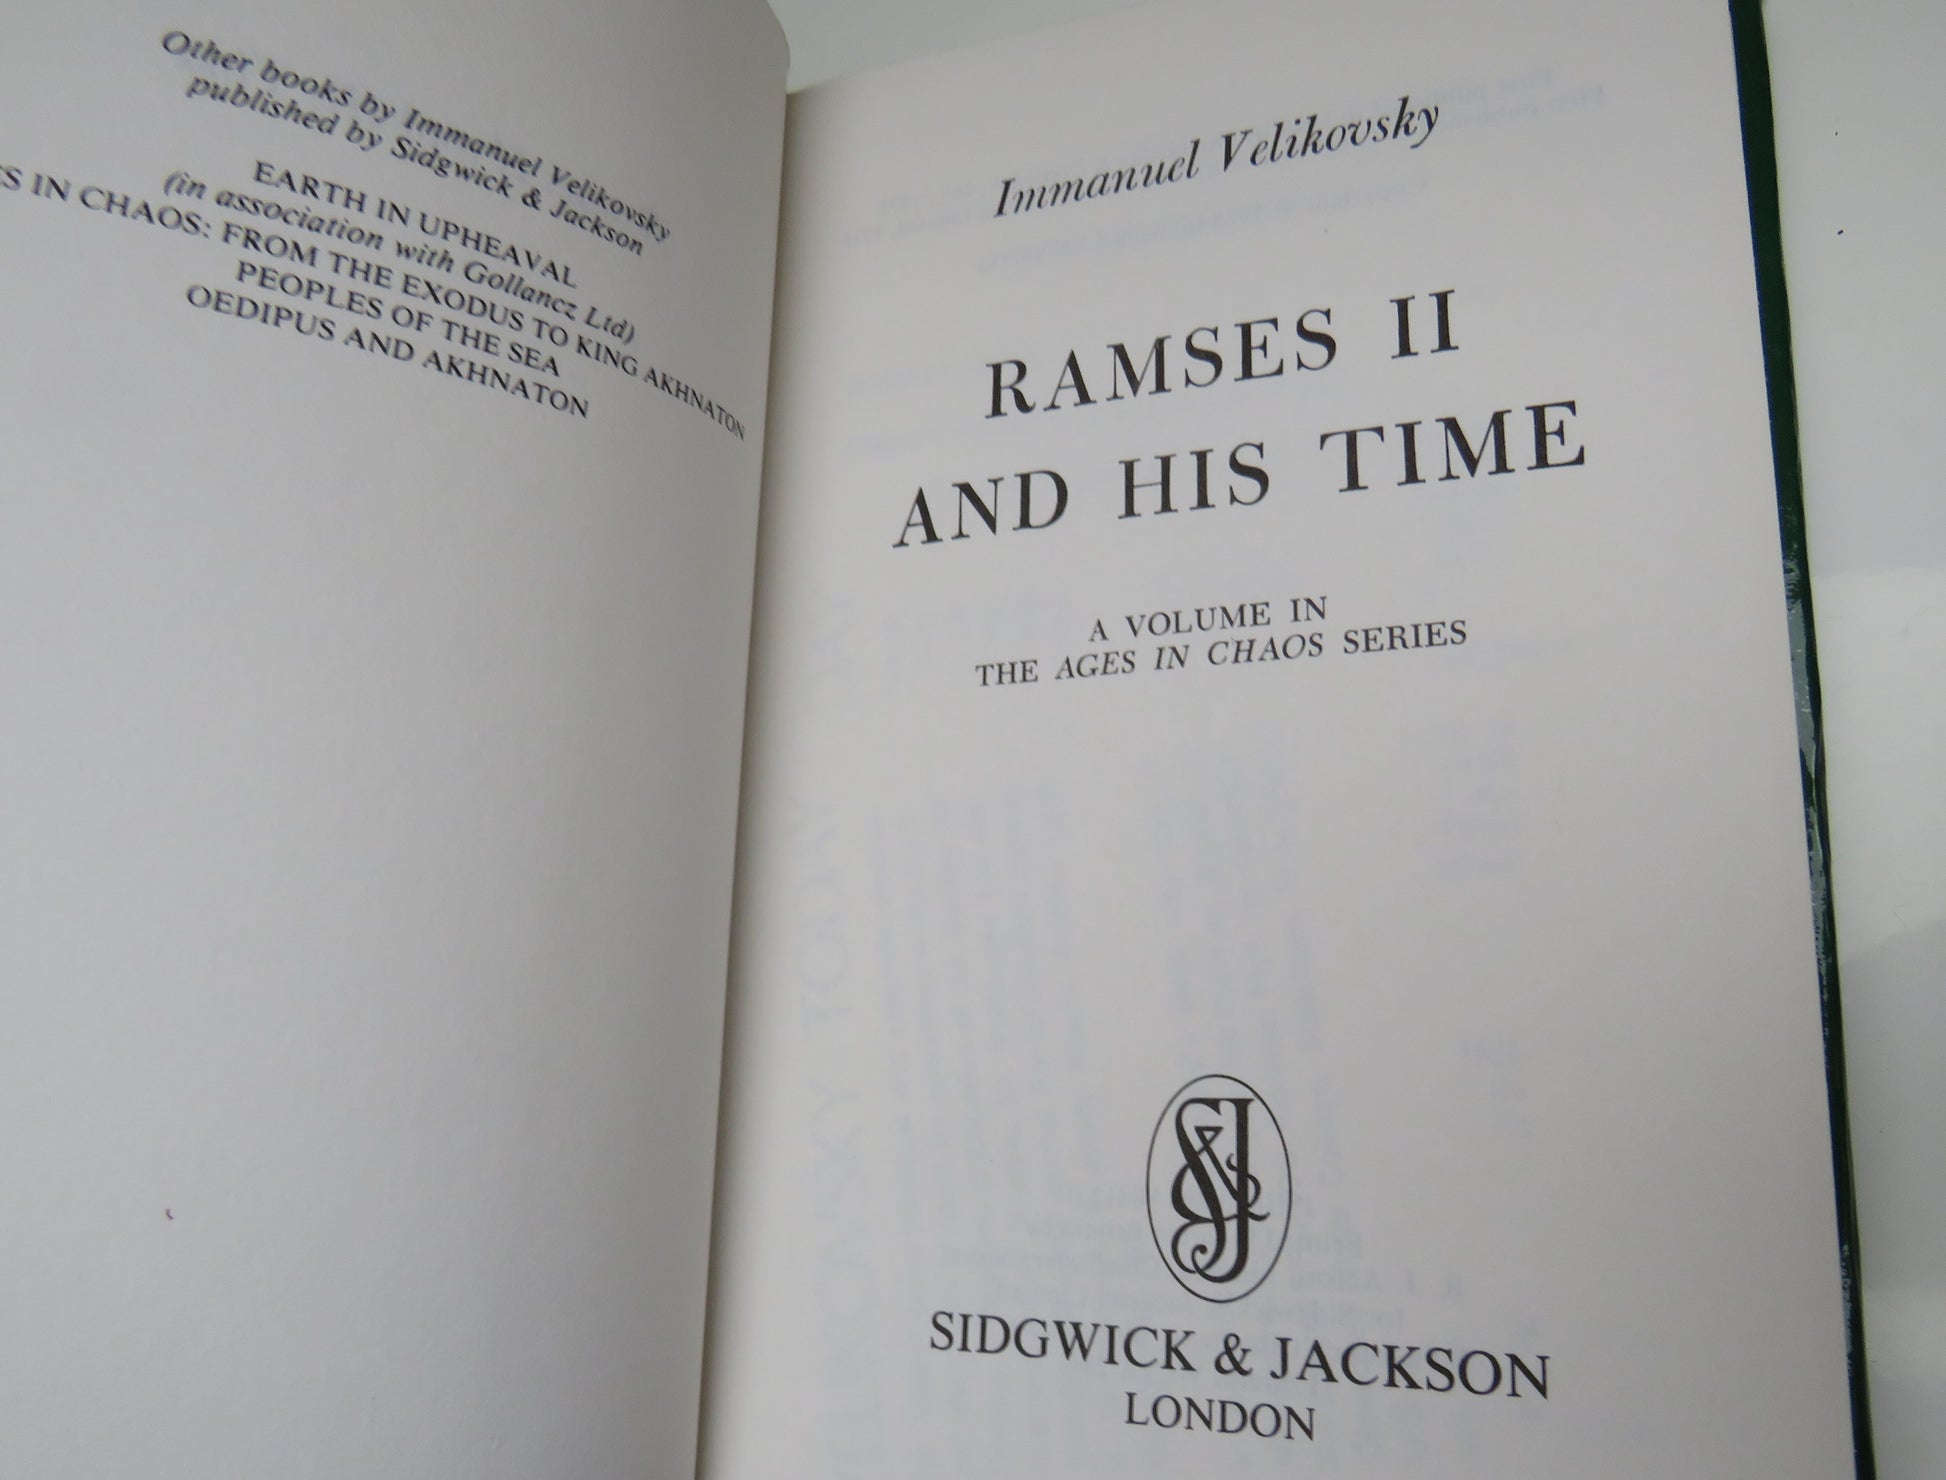 Other books by Immanuel Velikovsky
published by Sidgwick & Jackson
EARTH IN UPHEAVAL
(in association with Gollancz Ltd)
IN CHAOS: FROM THE EXODUS TO KING AKHNATON
PEOPLES OF THE SEA
OEDIPUS AND AKHNATON
Immanuel Velikovsky
RAMSES II
AND HIS TIME
A VOLUME IN
THE AGES IN CHAOS SERIES
S&J
SIDGWICK & JACKSON
LONDON